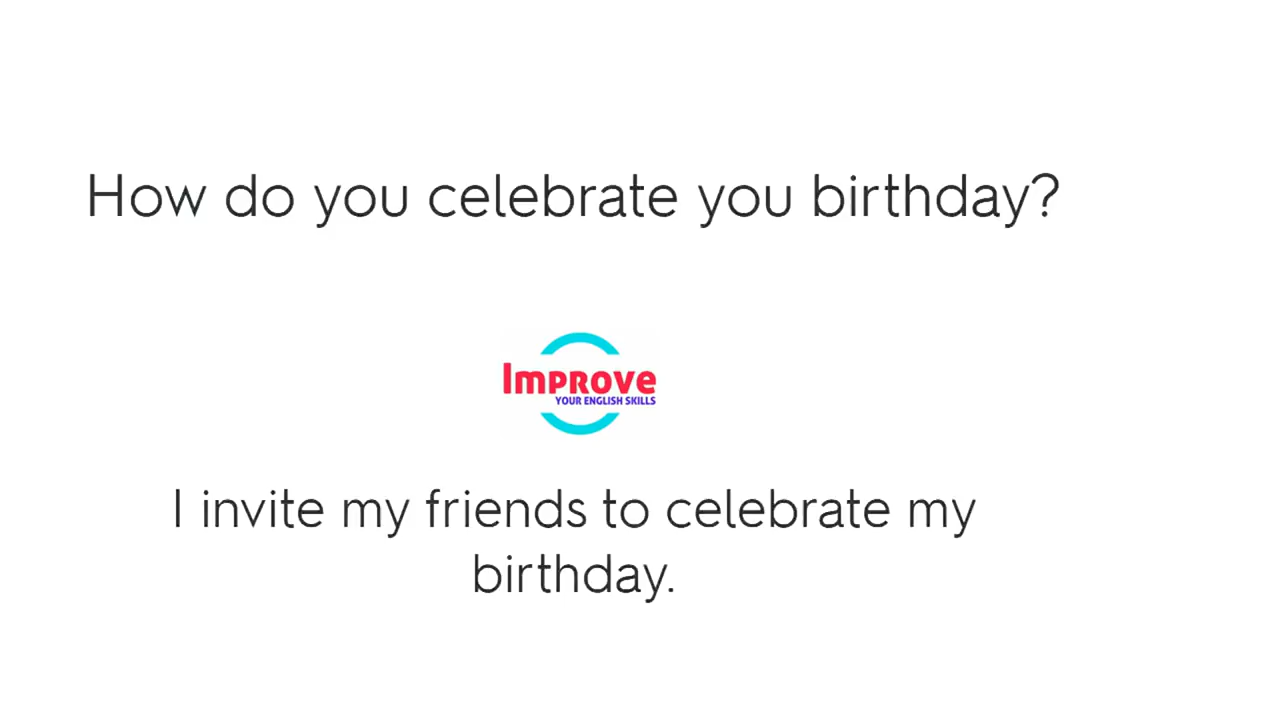 How do you celebrate you birthday?
Improve
YOUR ENGLISH SKILLS
I invite my friends to celebrate my
birthday.